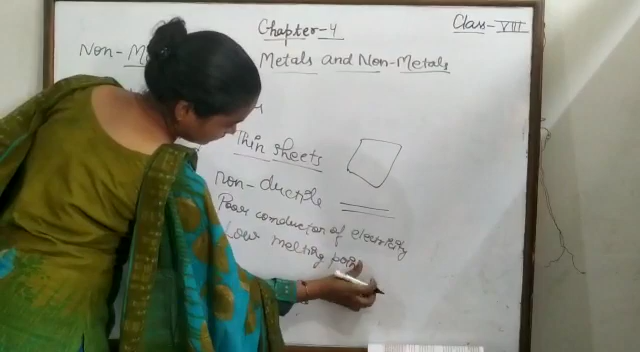 Chapter-4
Class-VIII
Non-M
Metals and Non-Metals
Thin sheets
non-ductile
Poor conduction of electricity
Low melting poin